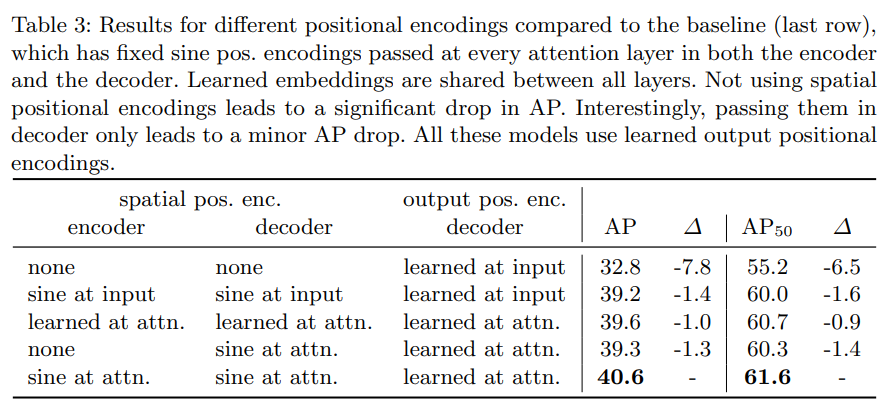 Table 3: Results for different positional encodings compared to the baseline (last row),
which has fixed sine pos. encodings passed at every attention layer in both the encoder
and the decoder. Learned embeddings are shared between all layers. Not using spatial
positional encodings leads to a significant drop in AP. Interestingly, passing them in
decoder only leads to a minor AP drop. All these models use learned output positional
encodings.
spatial pos. enc. output pos. enc.
encoder decoder decoder AP Δ AP50 Δ
none none learned at input 32.8 -7.8 55.2 -6.5
sine at input sine at input learned at input 39.2 -1.4 60.0 -1.6
learned at attn. learned at attn. learned at attn. 39.6 -1.0 60.7 -0.9
none sine at attn. learned at attn. 39.3 -1.3 60.3 -1.4
sine at attn. sine at attn. learned at attn. 40.6 - 61.6 -